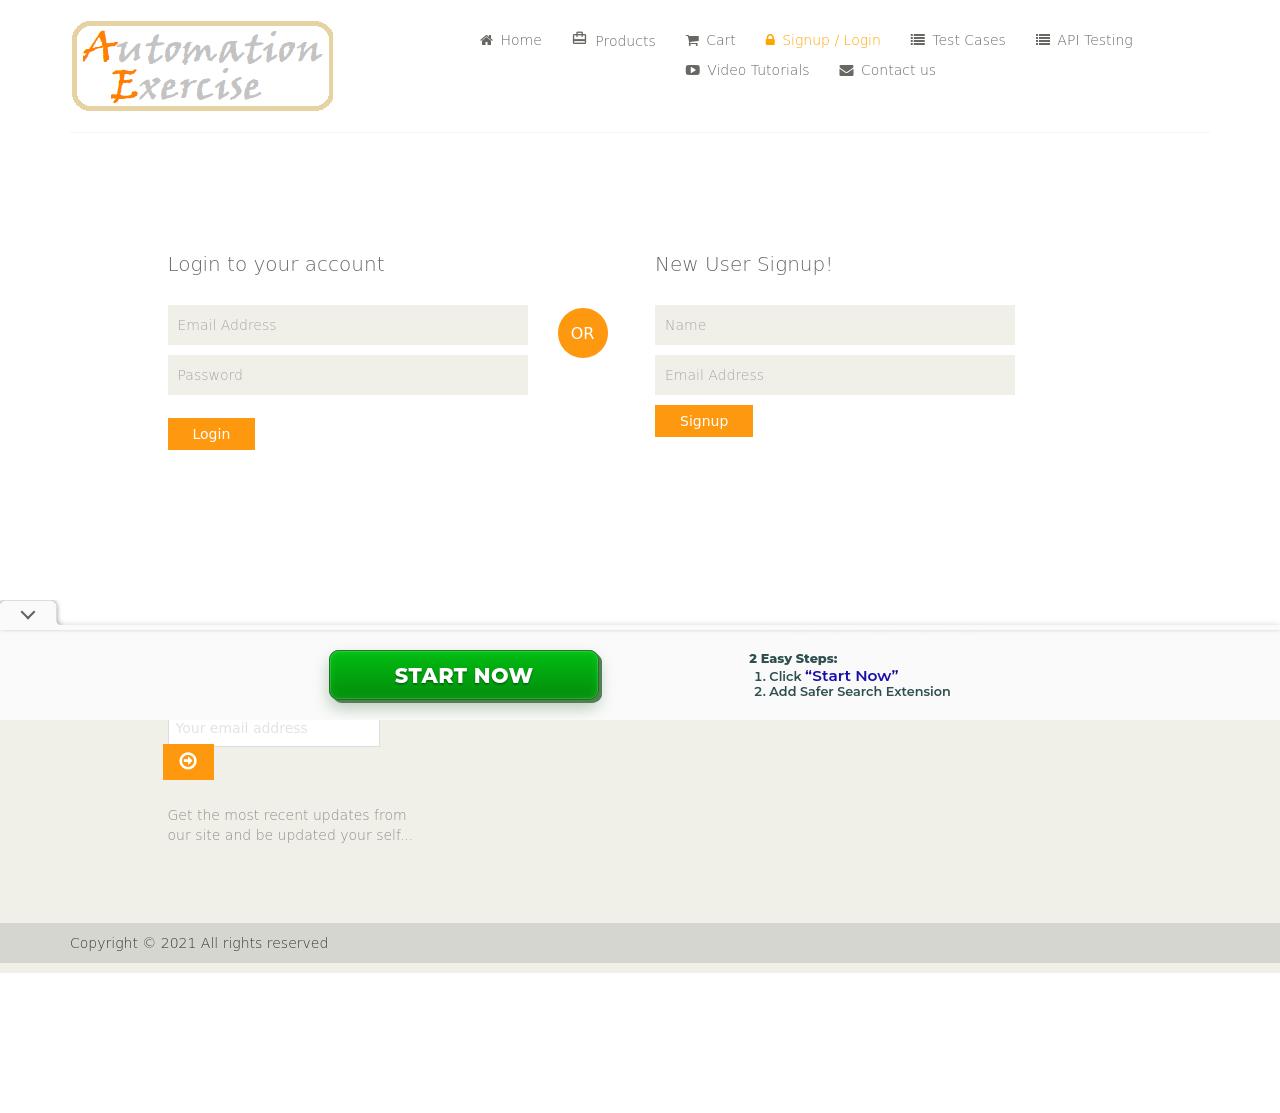 Automation
Exercise
Home
Products
Cart
Signup / Login
Test Cases
API Testing
Video Tutorials
Contact us
Login to your account
New User Signup!
Email Address
Password
Login
OR
Name
Email Address
Signup
START NOW
2 Easy Steps:
1. Click “Start Now”
2. Add Safer Search Extension
Your email address
Get the most recent updates from
our site and be updated your self...
Copyright © 2021 All rights reserved